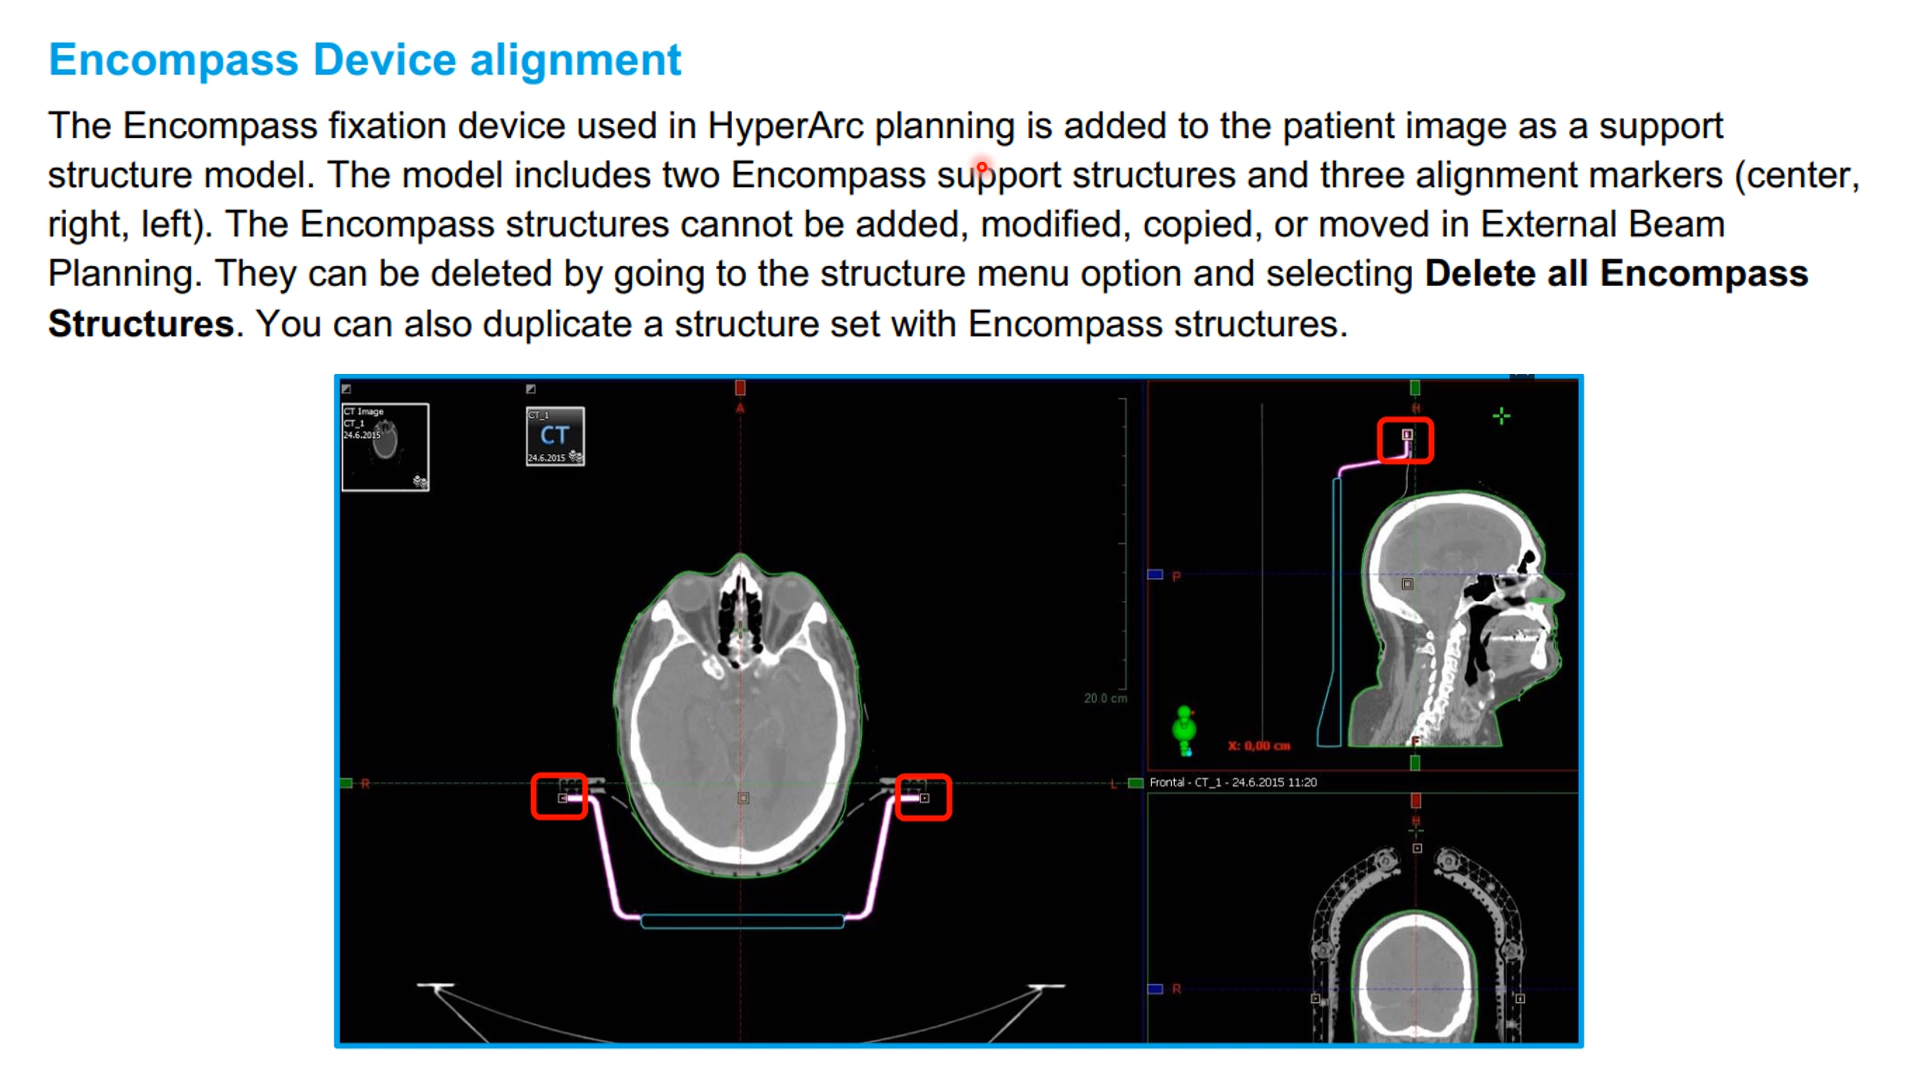 Encompass Device alignment
The Encompass fixation device used in HyperArc planning is added to the patient image as a support
structure model. The model includes two Encompass support structures and three alignment markers (center,
right, left). The Encompass structures cannot be added, modified, copied, or moved in External Beam
Planning. They can be deleted by going to the structure menu option and selecting Delete all Encompass
Structures. You can also duplicate a structure set with Encompass structures.
CT Image
CT_1
24.6.2015
CT_1
CT
24.6.2015
A
R
L
20.0 cm
H
P
F
X: 0,00 cm
Frontal - CT_1 - 24.6.2015 11:20
H
R